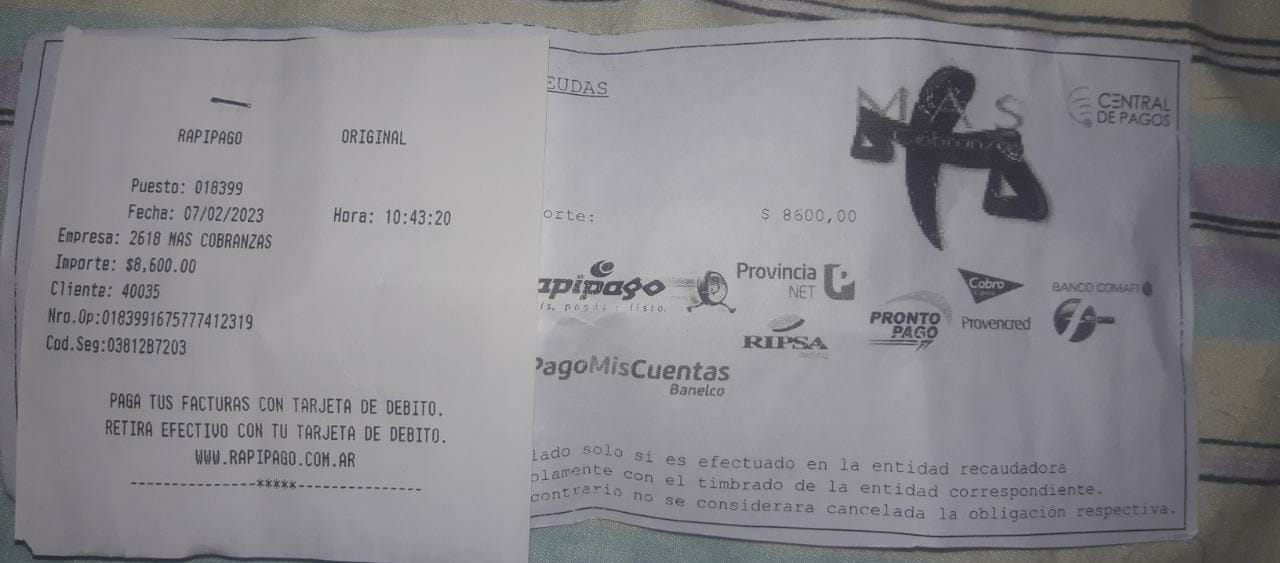 RAPIPAGO ORIGINAL
Puesto: 018399
Fecha: 07/02/2023 Hora: 10:43:20
Empresa: 2618 MAS COBRANZAS
Importe: $8,600.00
Cliente: 40035
Nro.Op:0183991675777412319
Cod.Seg:03812B7203
PAGA TUS FACTURAS CON TARJETA DE DEBITO.
RETIRA EFECTIVO CON TU TARJETA DE DEBITO.
WWW.RAPIPAGO.COM.AR
---------------*****---------------
EUDAS
MAS
Cobranzas
CENTRAL
DE PAGOS
orte: $ 8600,00
apipago
Provincia
NET
RIPSA
PRONTO
PAGO
Cobro
Provencred
BANCO COMAFI
PagoMisCuentas
Banelco
lado solo si es efectuado en la entidad recaudadora
olamente con el timbrado de la entidad correspondiente.
contrario no se considerara cancelada la obligación respectiva.